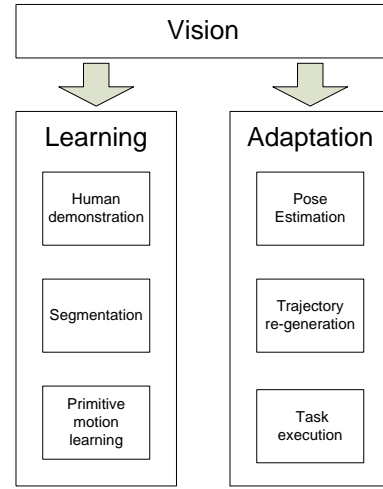 Vision
Learning
Human
demonstration
Segmentation
Primitive
motion
learning
Adaptation
Pose
Estimation
Trajectory
re-generation
Task
execution